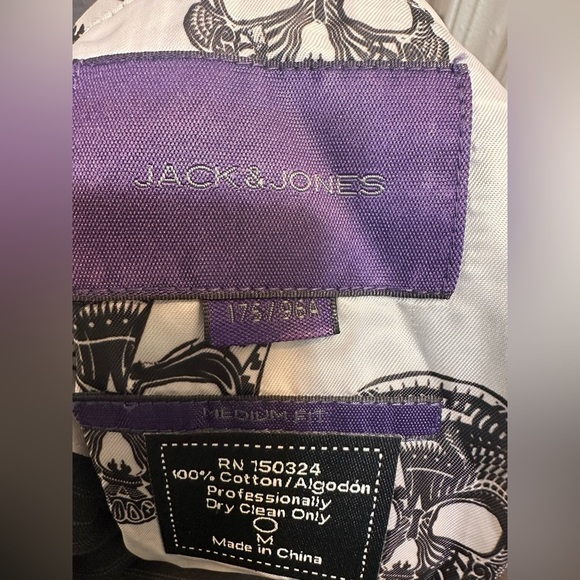 JACK&JONES
175/96A
MEDIUM FIT
RN 150324
100% Cotton/Algodón
Professionally
Dry Clean Only
M
Made in China